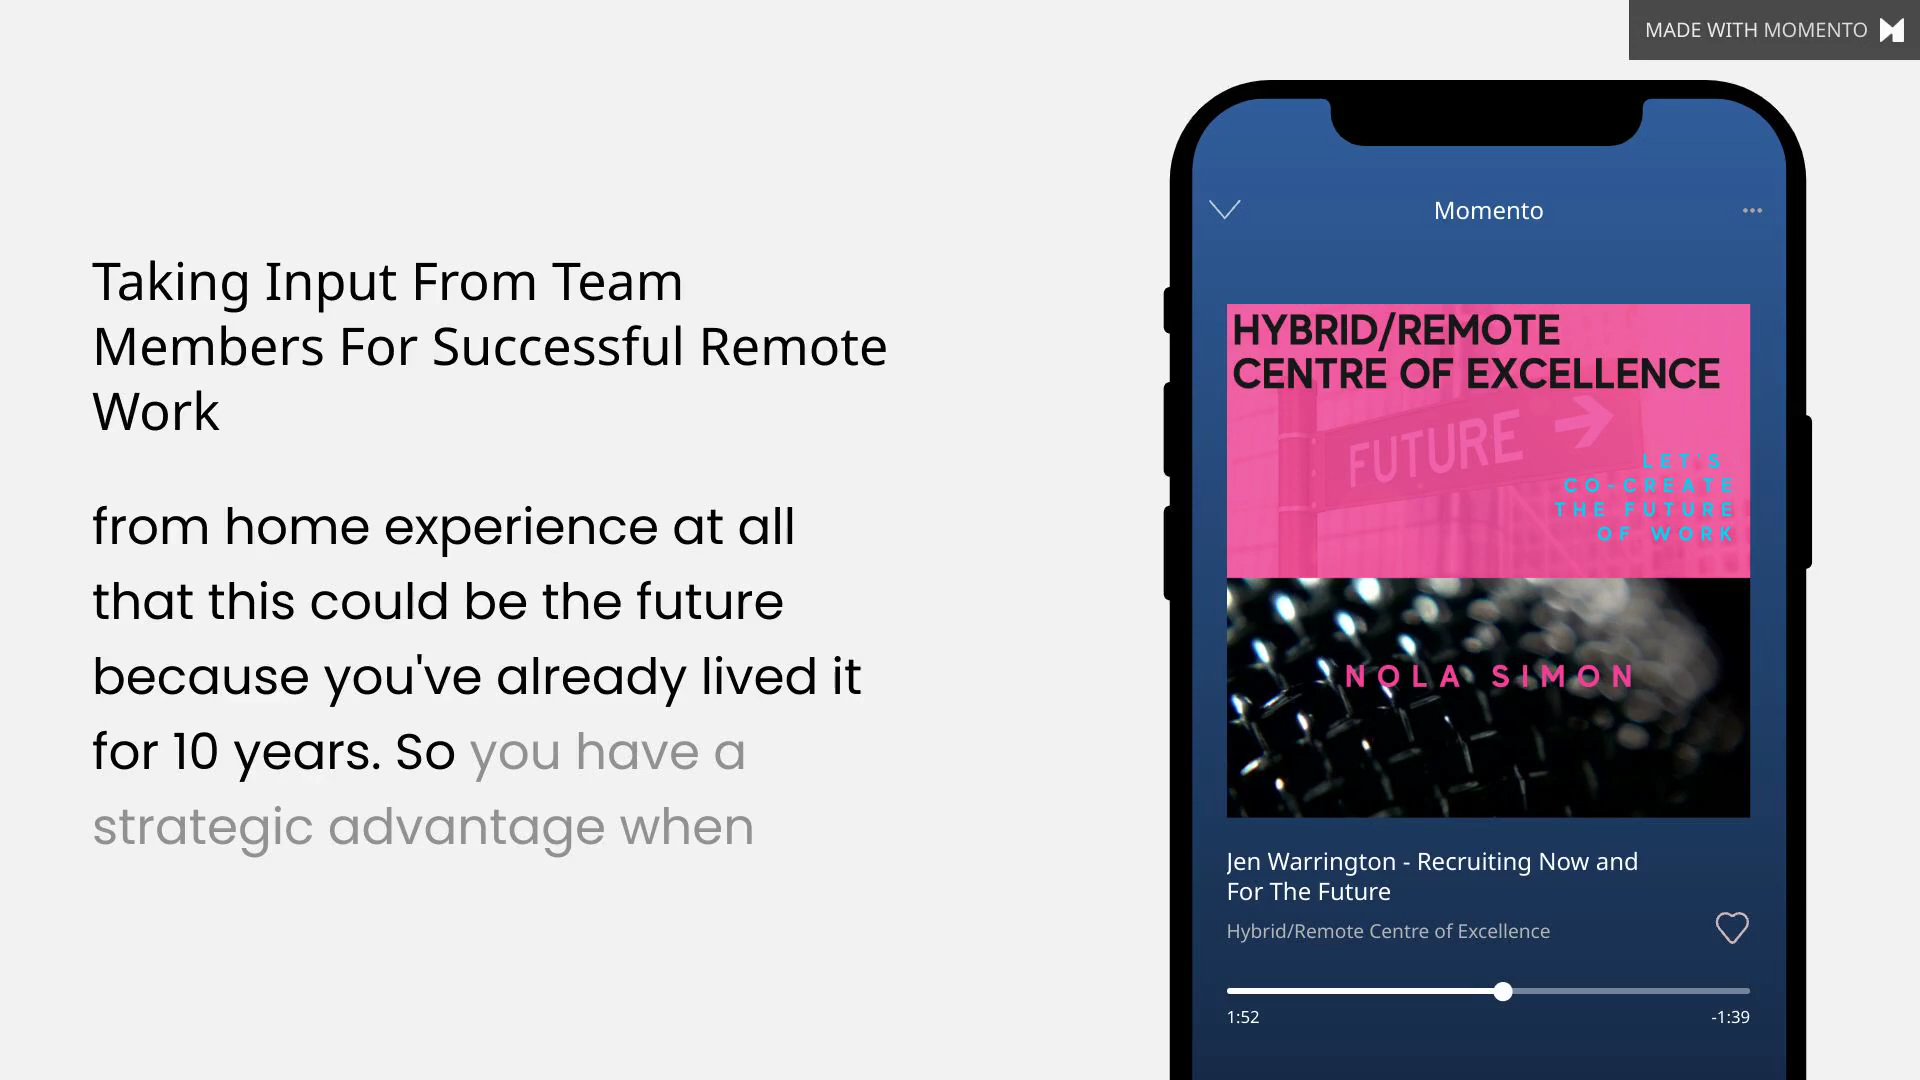 MADE WITH MOMENTO
Taking Input From Team
Members For Successful Remote
Work
from home experience at all
that this could be the future
because you've already lived it
for 10 years. So you have a
strategic advantage when
Momento
HYBRID/REMOTE
CENTRE OF EXCELLENCE
FUTURE
LET'S
CO-CREATE
THE FUTURE
OF WORK
NOLA SIMON
Jen Warrington - Recruiting Now and
For The Future
Hybrid/Remote Centre of Excellence
1:52
-1:39